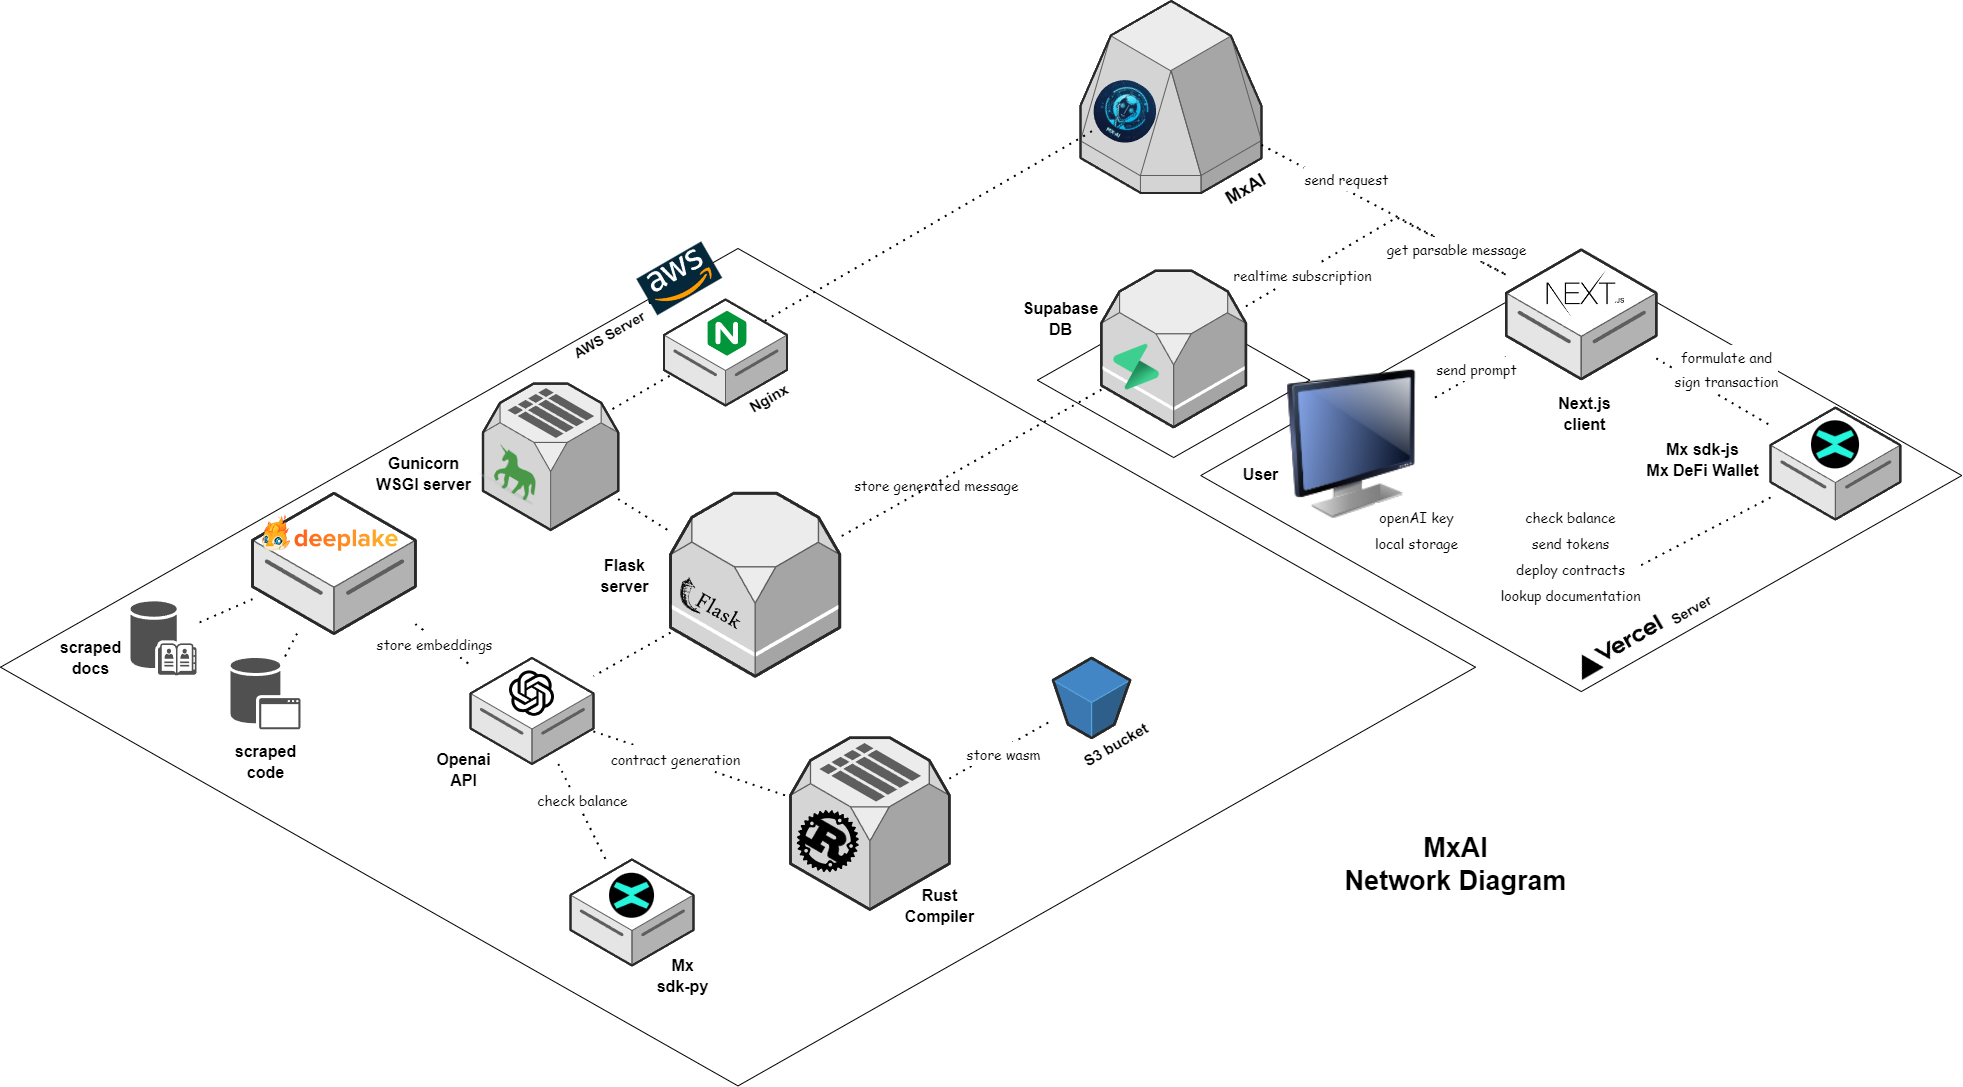 MX-AI
MxAI
send request
get parsable message
realtime subscription
aws
AWS Server
Nginx
Supabase
DB
NEXT.JS
Next.js
client
send prompt
formulate and
sign transaction
Mx sdk-js
Mx DeFi Wallet
User
openAI key
local storage
check balance
send tokens
deploy contracts
lookup documentation
Vercel Server
Gunicorn
WSGI server
store generated message
deeplake
Flask
server
Flask
scraped
docs
scraped
code
store embeddings
Openai
API
contract generation
check balance
store wasm
S3 bucket
Rust
Compiler
Mx
sdk-py
MxAI
Network Diagram